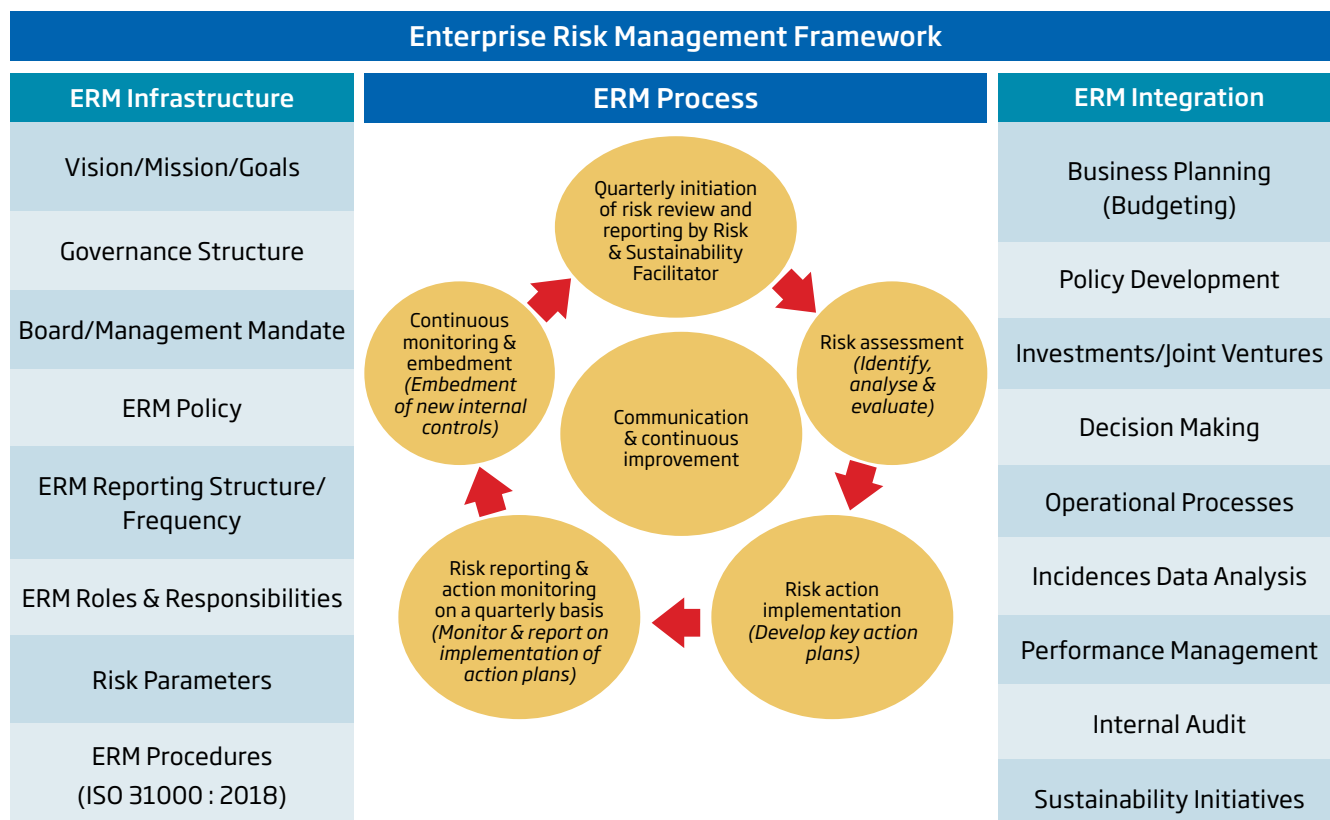 Enterprise Risk Management Framework
ERM Infrastructure
Vision/Mission/Goals
Governance Structure
Board/Management Mandate
ERM Policy
ERM Reporting Structure/
Frequency
ERM Roles & Responsibilities
Risk Parameters
ERM Procedures
(ISO 31000 : 2018)
ERM Process
Quarterly initiation
of risk review and
reporting by Risk
& Sustainability
Facilitator
Risk assessment
(Identify,
analyse &
evaluate)
Risk action
implementation
(Develop key action
plans)
Risk reporting &
action monitoring
on a quarterly basis
(Monitor & report on
implementation of
action plans)
Continuous
monitoring &
embedment
(Embedment
of new internal
controls)
Communication
& continuous
improvement
ERM Integration
Business Planning
(Budgeting)
Policy Development
Investments/Joint Ventures
Decision Making
Operational Processes
Incidences Data Analysis
Performance Management
Internal Audit
Sustainability Initiatives